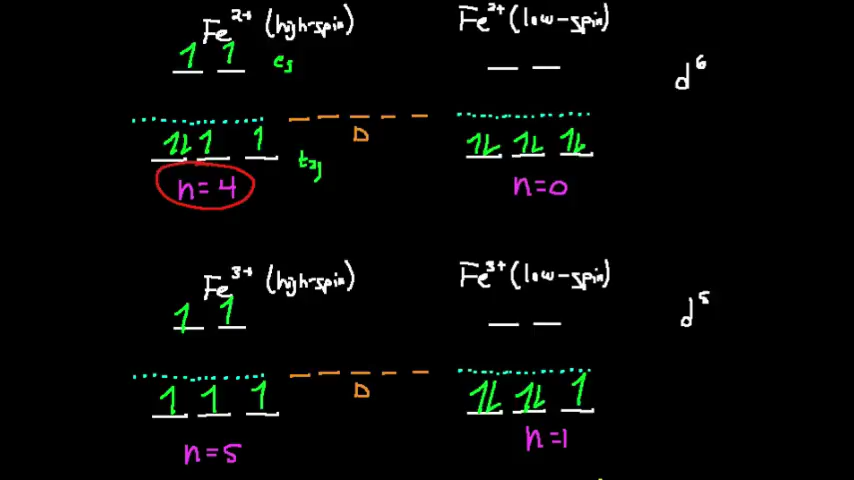 Fe²⁺ (high-spin)
Fe²⁺ (low-spin)
eg
d⁶
D
t2g
n=4
n=0
Fe³⁺ (high-spin)
Fe³⁺ (low-spin)
d⁵
D
n=5
n=1